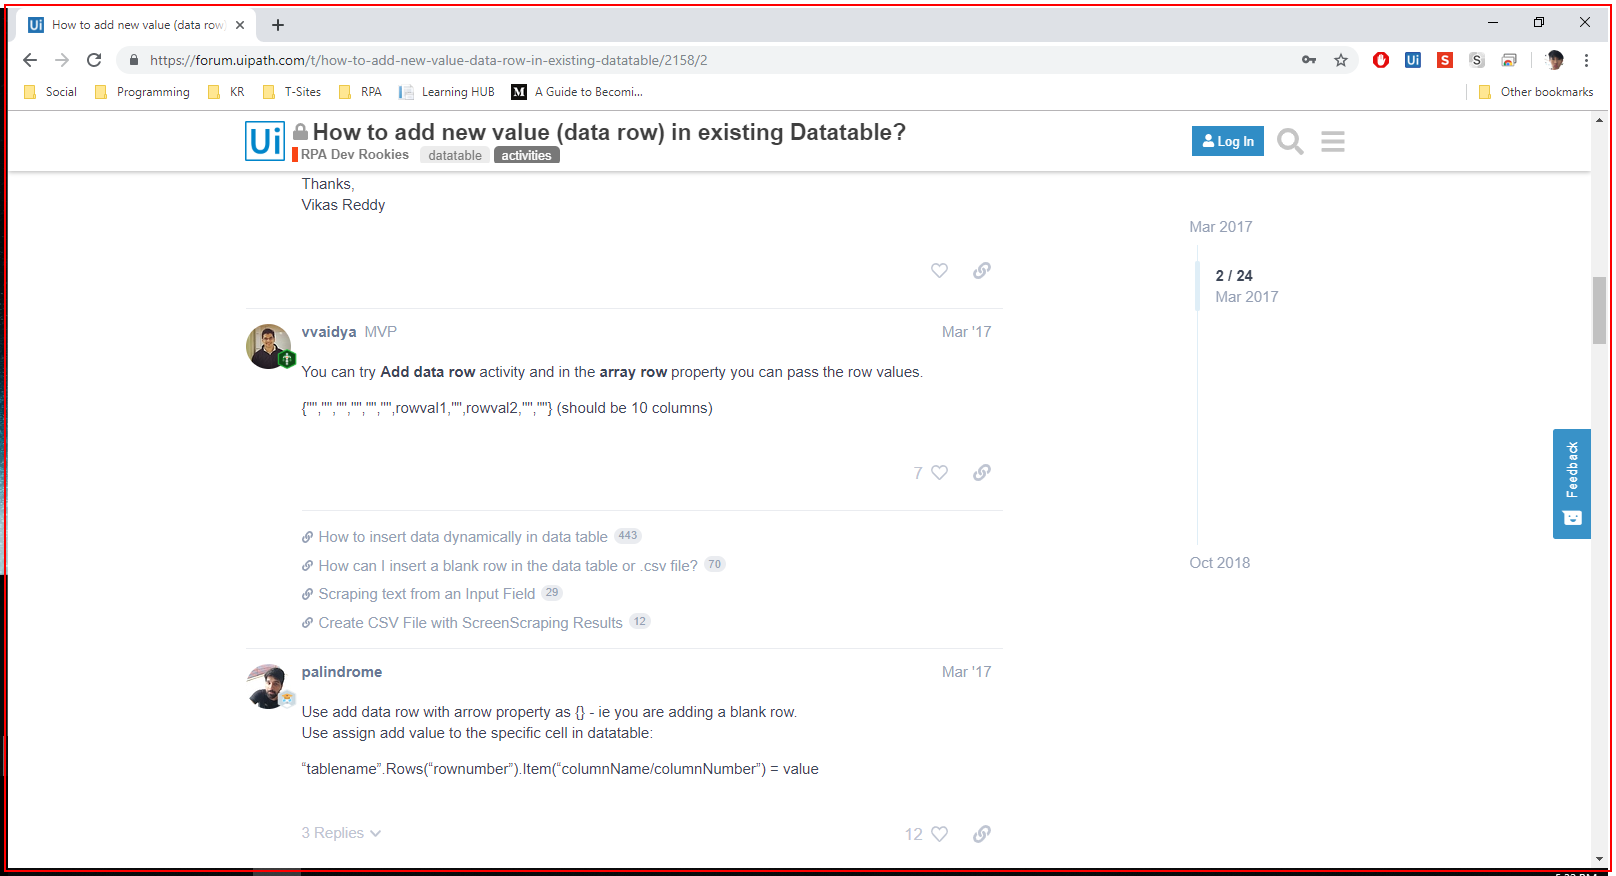 Ui How to add new value (data row
https://forum.uipath.com/t/how-to-add-new-value-data-row-in-existing-datatable/2158/2
Ui S S
Social Programming KR T-Sites RPA Learning HUB M A Guide to Becomi... Other bookmarks
Ui How to add new value (data row) in existing Datatable?
RPA Dev Rookies datatable activities
Log In
Thanks,
Vikas Reddy
Mar 2017
2 / 24
Mar 2017
vvaidya MVP Mar '17
You can try Add data row activity and in the array row property you can pass the row values.
{"","","","","","",rowval1,"",rowval2,"",""} (should be 10 columns)
7
Feedback
How to insert data dynamically in data table 443
How can I insert a blank row in the data table or .csv file? 70
Oct 2018
Scraping text from an Input Field 29
Create CSV File with ScreenScraping Results 12
palindrome Mar '17
Use add data row with arrow property as {} - ie you are adding a blank row.
Use assign add value to the specific cell in datatable:
“tablename”.Rows(“rownumber”).Item(“columnName/columnNumber”) = value
3 Replies 12